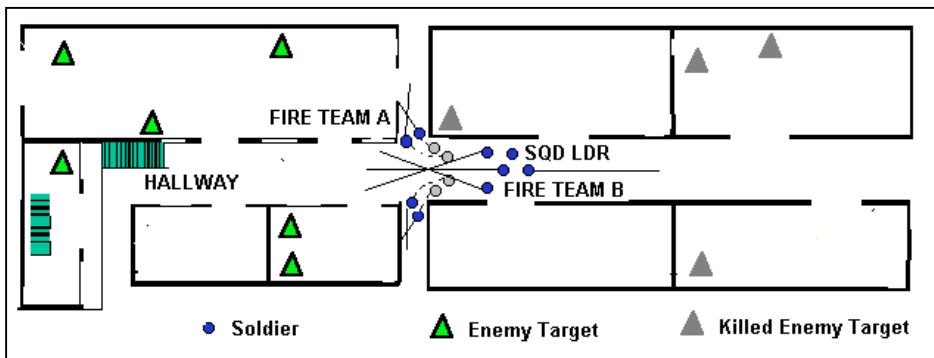 FIRE TEAM A
SQD LDR
HALLWAY
FIRE TEAM B
Soldier
Enemy Target
Killed Enemy Target